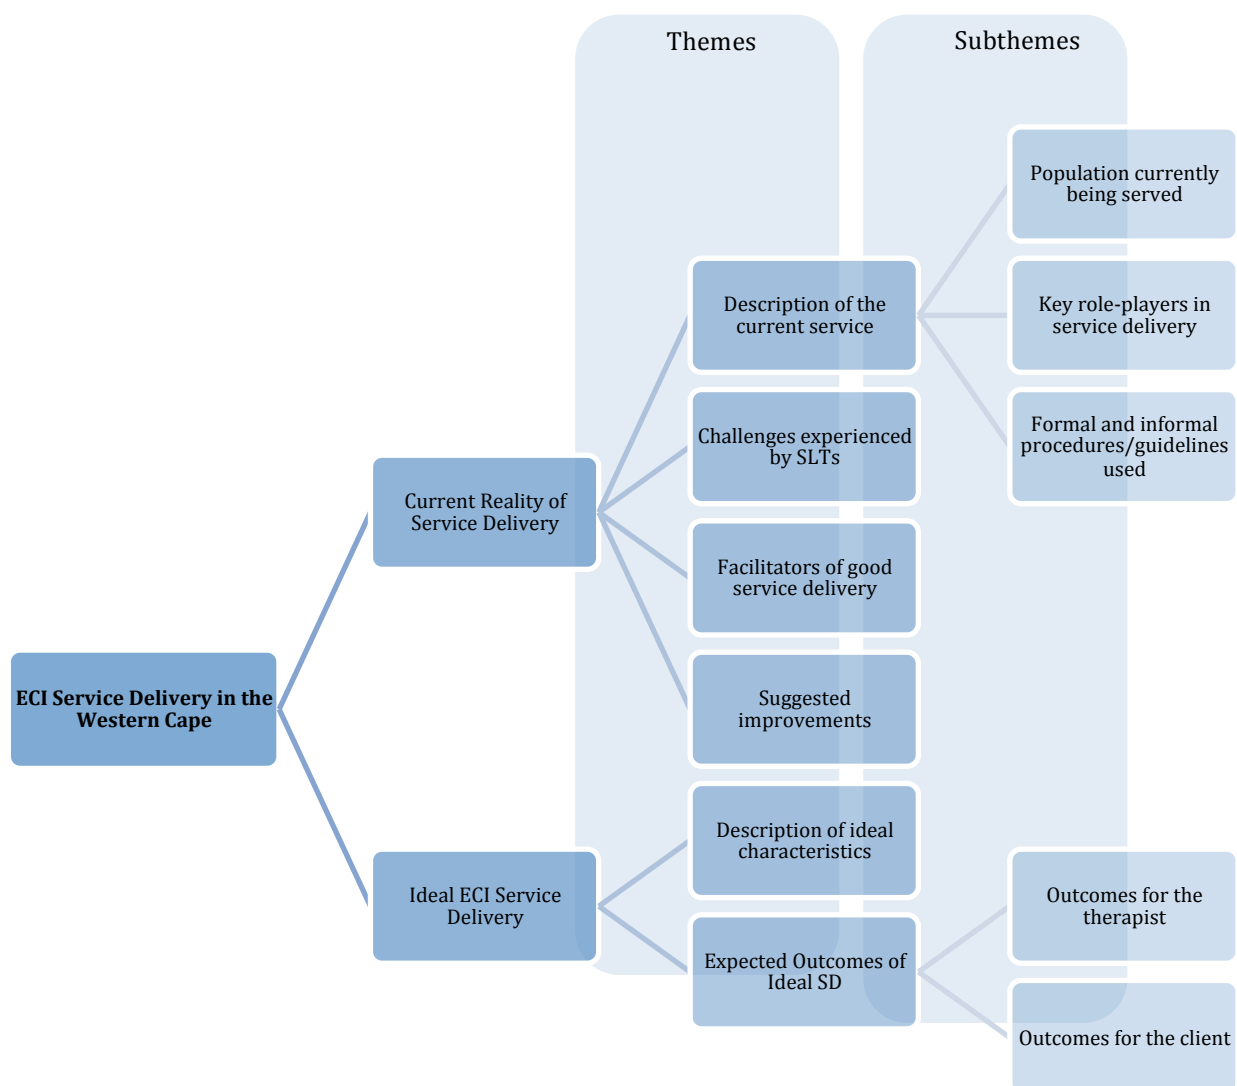 Themes
Subthemes
Population currently
being served
Description of the
current service
Key role-players in
service delivery
Formal and informal
procedures/guidelines
used
Challenges experienced
by SLTs
Current Reality of
Service Delivery
Facilitators of good
service delivery
Suggested
improvements
ECI Service Delivery in the
Western Cape
Description of ideal
characteristics
Ideal ECI Service
Delivery
Expected Outcomes of
Ideal SD
Outcomes for the
therapist
Outcomes for the client